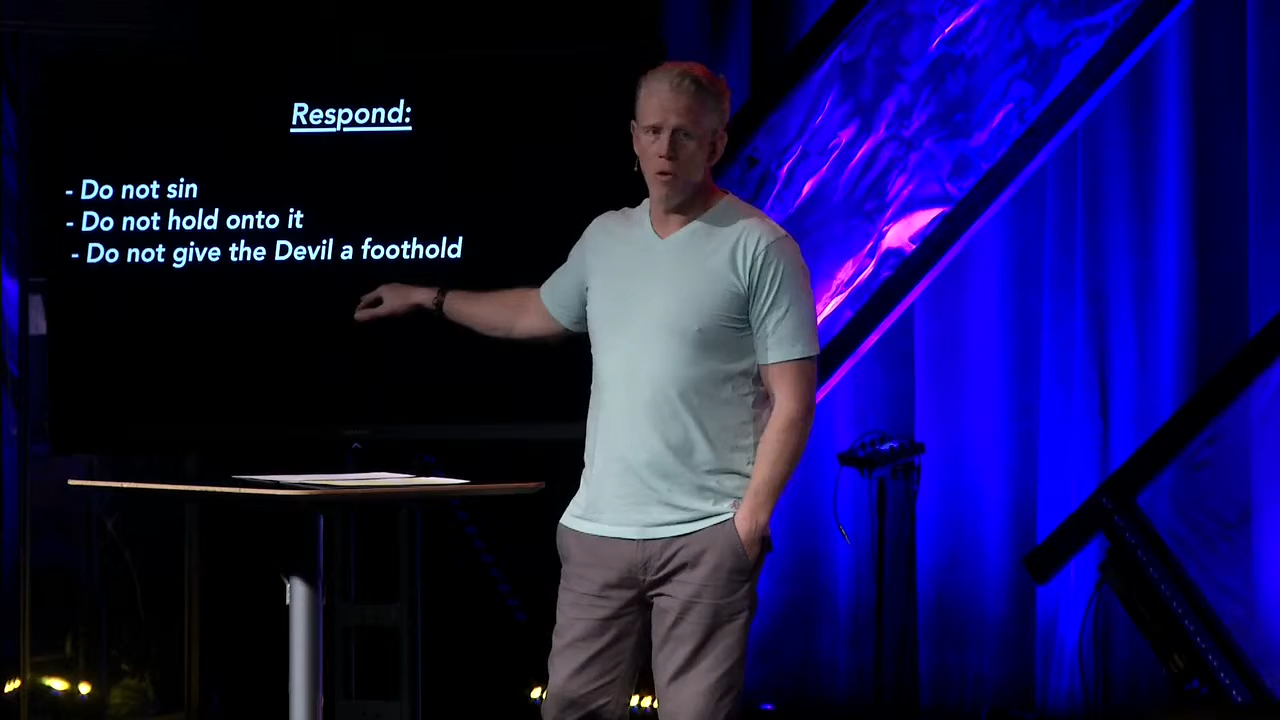 Respond:
- Do not sin
- Do not hold onto it
- Do not give the Devil a foothold